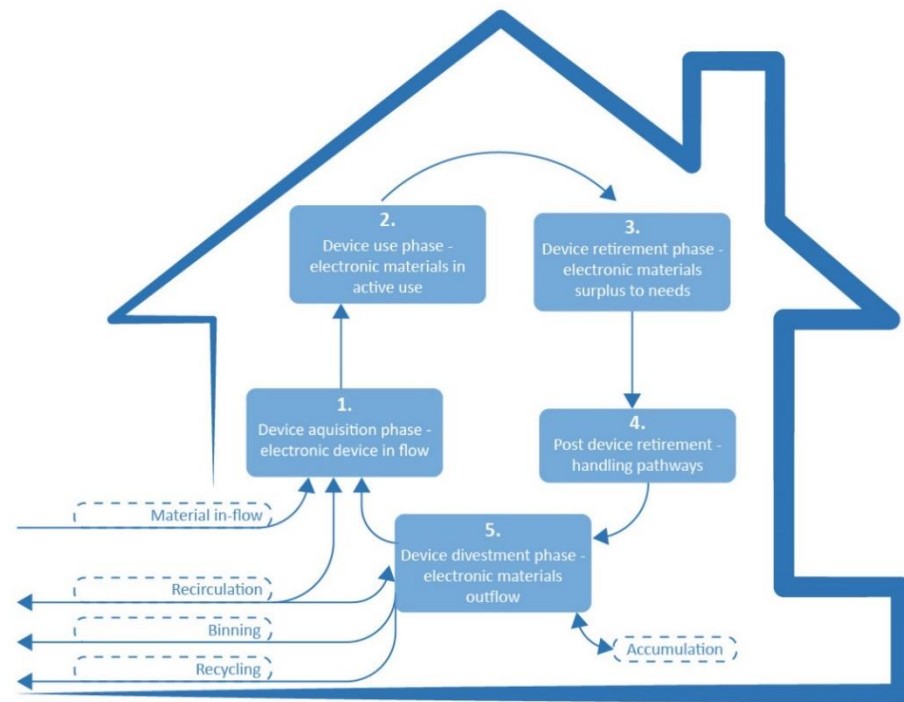 2.
Device use phase -
electronic materials in
active use
3.
Device retirement phase -
electronic materials
surplus to needs
1.
Device aquisition phase -
electronic device in flow
4.
Post device retirement -
handling pathways
Material in-flow
5.
Device divestment phase -
electronic materials
outflow
Recirculation
Binning
Recycling
Accumulation